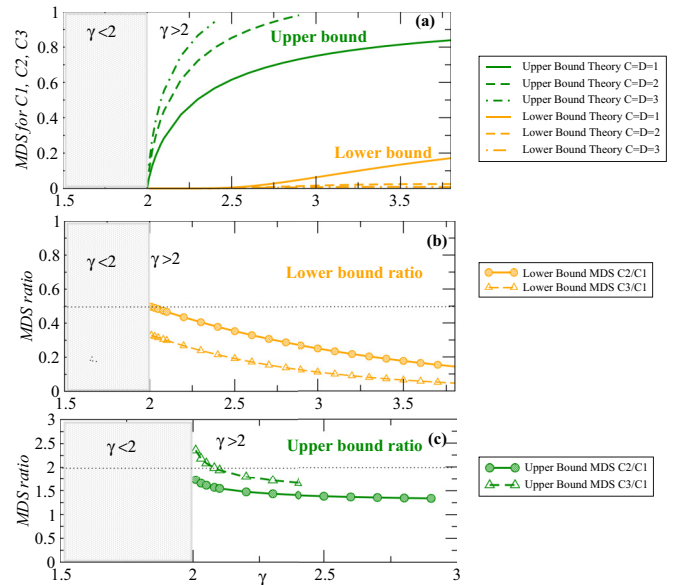 1
0.8
0.6
0.4
0.2
0
MDS for C1, C2, C3
γ<2
γ>2
(a)
Upper bound
Lower bound
1.5
2
2.5
3
3.5
Upper Bound Theory C=D=1
Upper Bound Theory C=D=2
Upper Bound Theory C=D=3
Lower Bound Theory C=D=1
Lower Bound Theory C=D=2
Lower Bound Theory C=D=3
1
0.8
0.6
0.4
0.2
0
MDS ratio
γ<2
γ>2
(b)
Lower bound ratio
1.5
2
2.5
3
3.5
Lower Bound MDS C2/C1
Lower Bound MDS C3/C1
3
2.5
2
1.5
1
0.5
0
MDS ratio
γ<2
γ>2
Upper bound ratio
(c)
1.5
2
2.5
3
γ
Upper Bound MDS C2/C1
Upper Bound MDS C3/C1